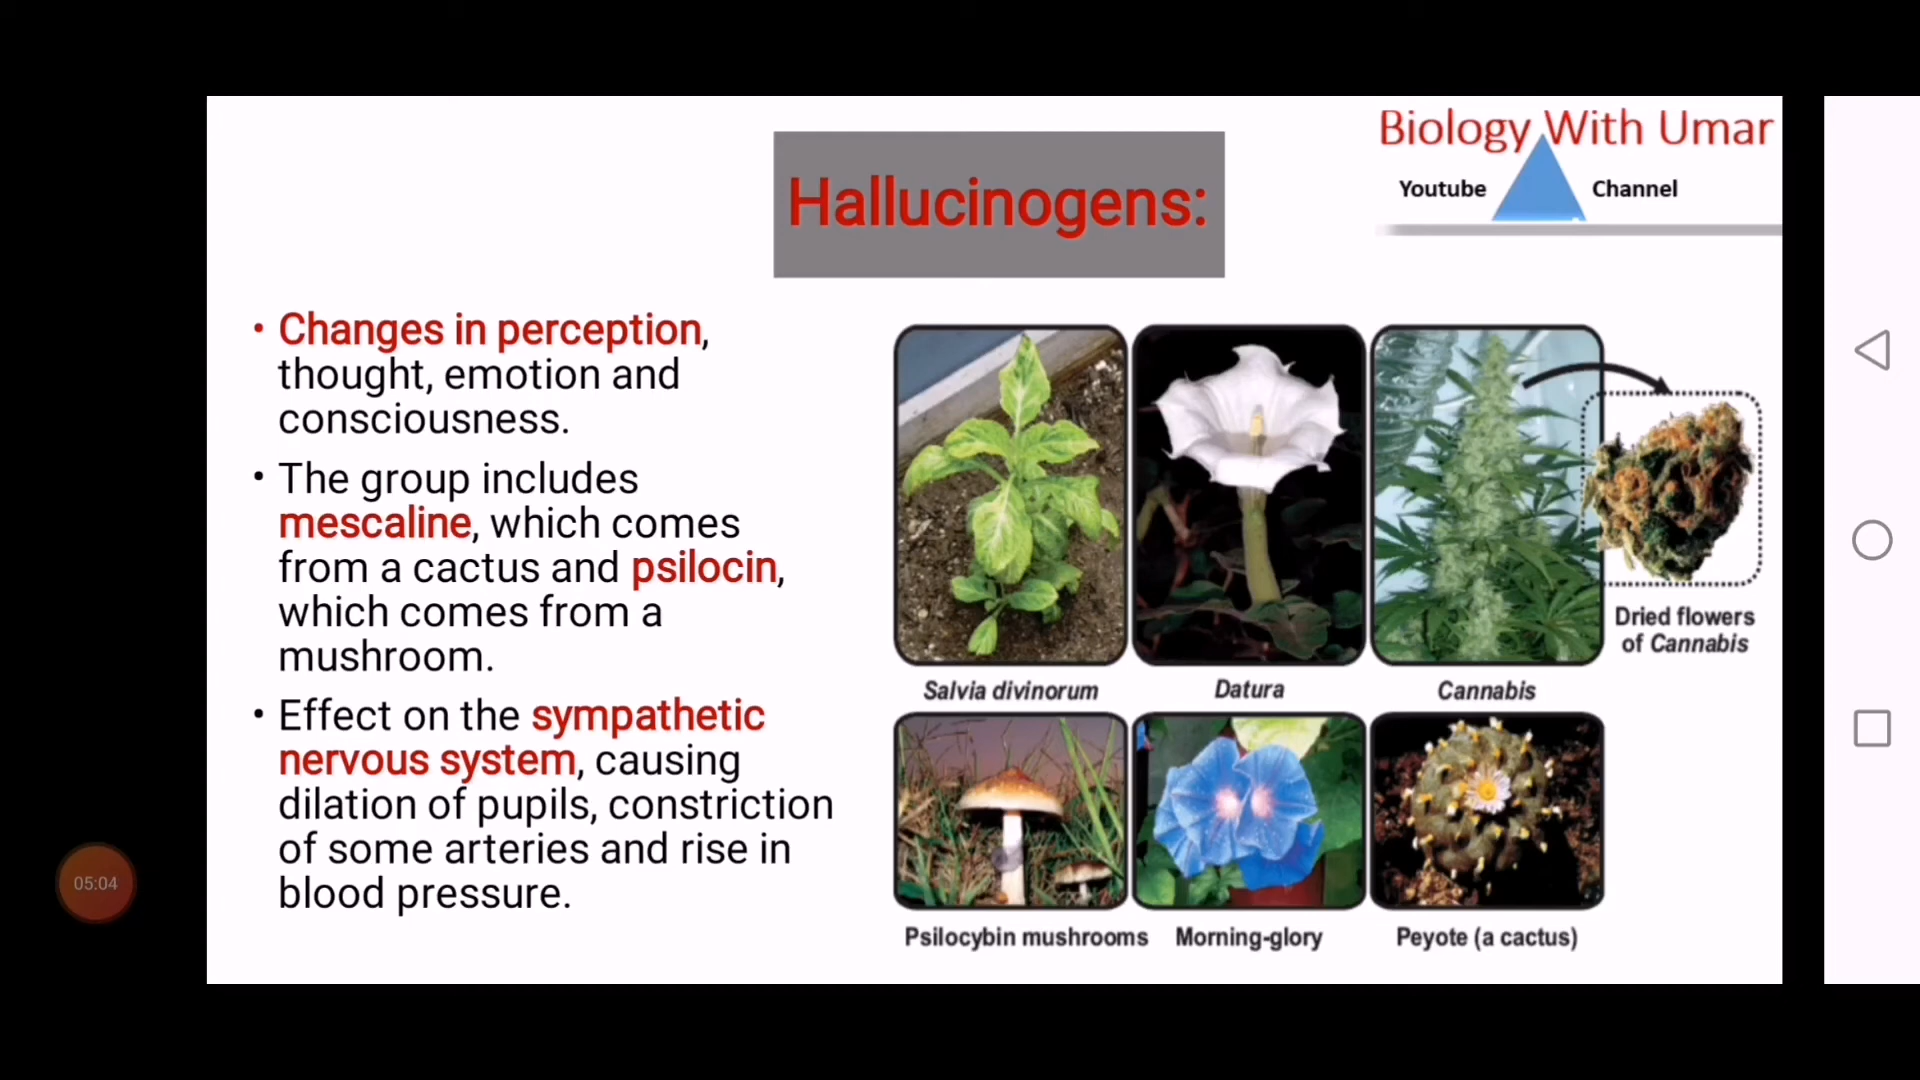 Biology With Umar
Youtube Channel
Hallucinogens:
• Changes in perception,
thought, emotion and
consciousness.
• The group includes
mescaline, which comes
from a cactus and psilocin,
which comes from a
mushroom.
• Effect on the sympathetic
nervous system, causing
dilation of pupils, constriction
of some arteries and rise in
blood pressure.
Dried flowers
of Cannabis
Salvia divinorum
Datura
Cannabis
Psilocybin mushrooms
Morning-glory
Peyote (a cactus)
05:04